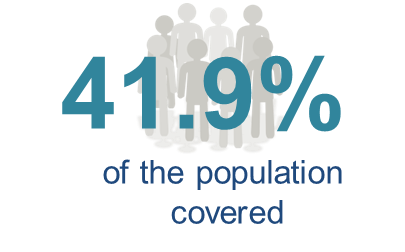 41.9%
of the population
covered